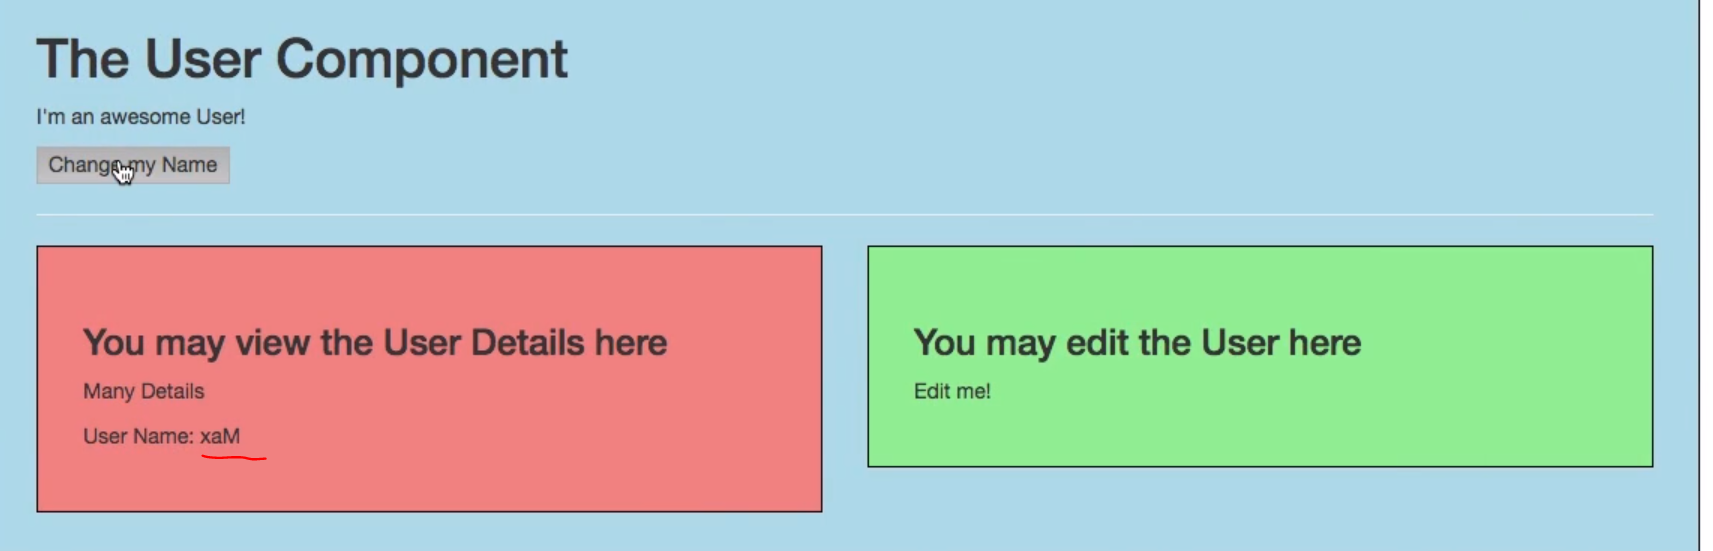 The User Component
I'm an awesome User!
Change my Name
You may view the User Details here
Many Details
User Name: xaM
You may edit the User here
Edit me!